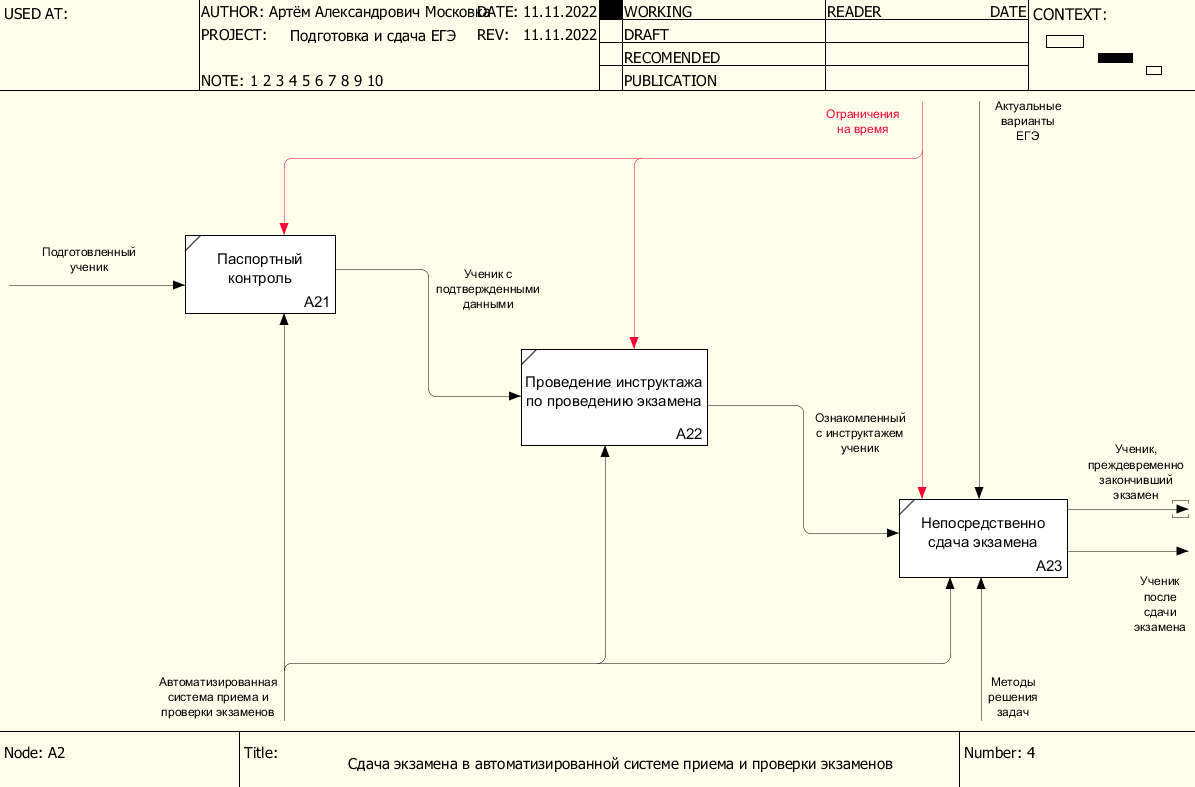 USED AT:
AUTHOR: Артём Александрович Московка
DATE: 11.11.2022
PROJECT: Подготовка и сдача ЕГЭ
REV: 11.11.2022
NOTE: 1 2 3 4 5 6 7 8 9 10
WORKING
DRAFT
RECOMENDED
PUBLICATION
READER
DATE
CONTEXT:
Ограничения
на время
Актуальные
варианты
ЕГЭ
Подготовленный
ученик
Паспортный
контроль
A21
Ученик с
подтвержденными
данными
Проведение инструктажа
по проведению экзамена
A22
Ознакомленный
с инструктажем
ученик
Непосредственно
сдача экзамена
A23
Ученик,
преждевременно
закончивший
экзамен
Ученик
после
сдачи
экзамена
Автоматизированная
система приема и
проверки экзаменов
Методы
решения
задач
Node: A2
Title:
Сдача экзамена в автоматизированной системе приема и проверки экзаменов
Number: 4